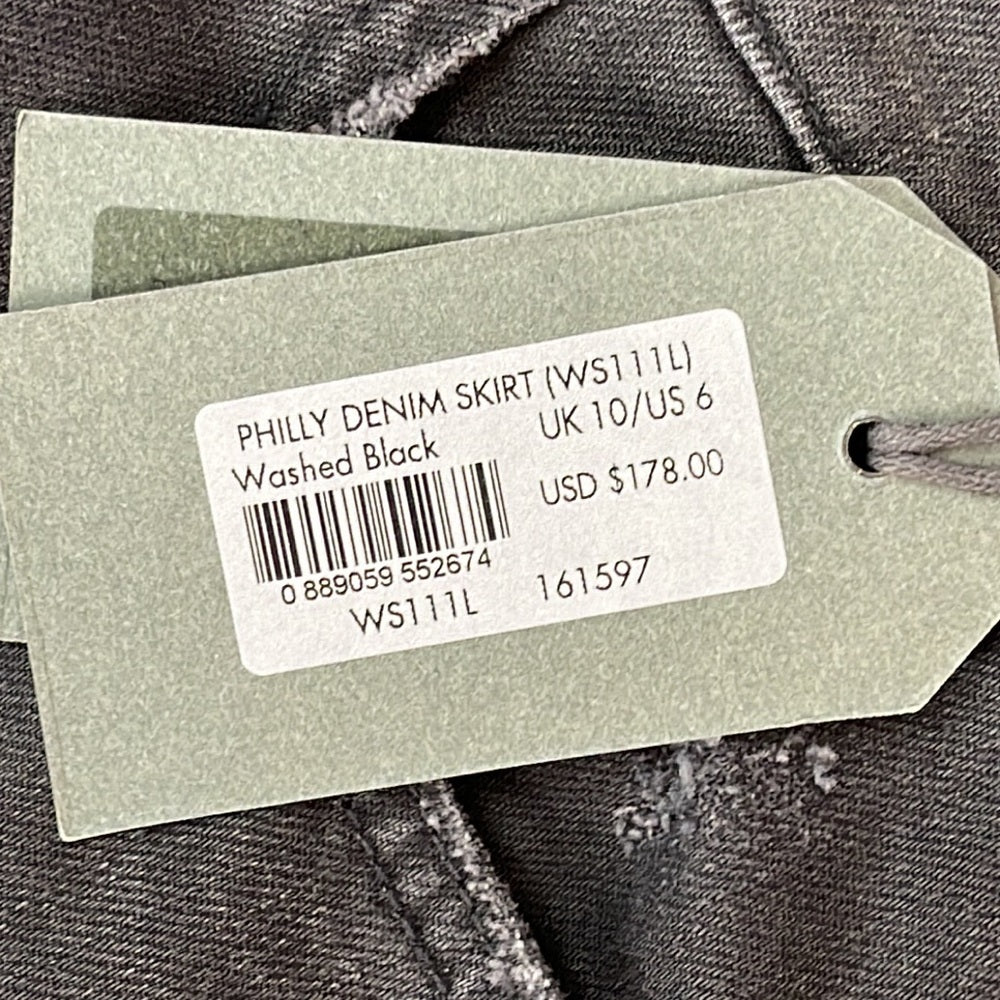 PHILLY DENIM SKIRT (WS111L)
Washed Black
UK 10/US 6
USD $178.00
0 889059 552674
WS111L
161597